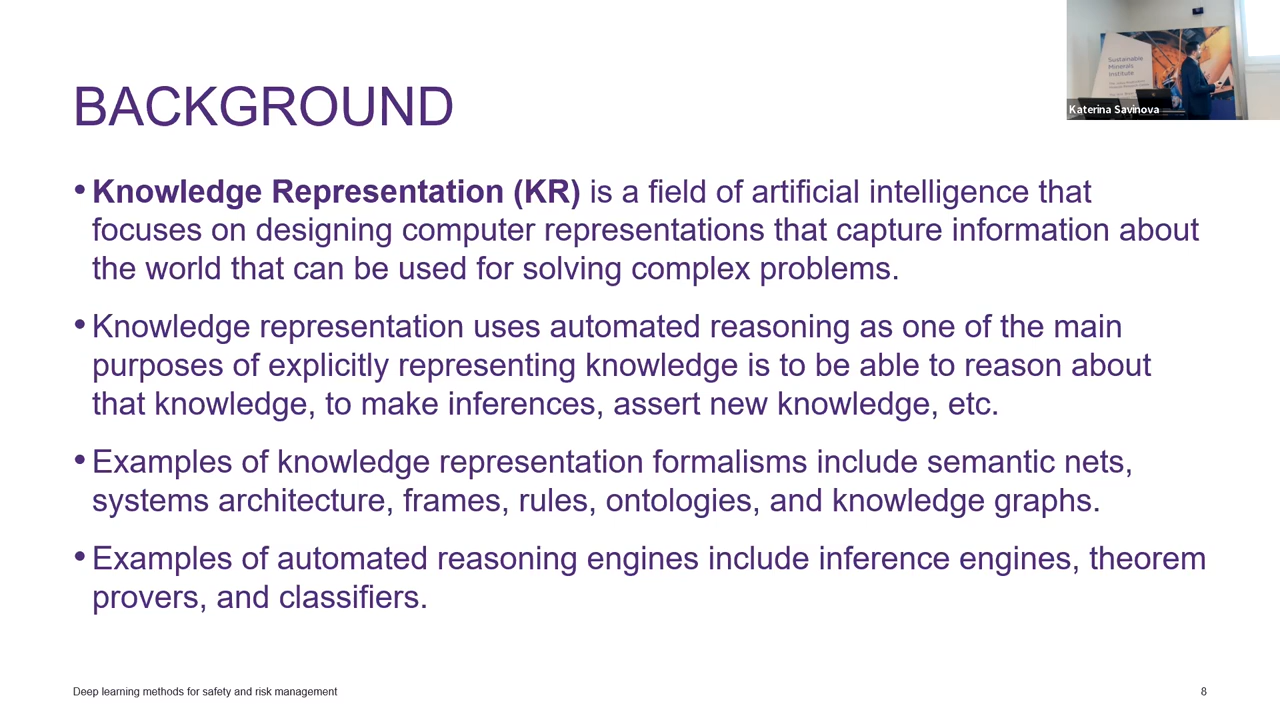 BACKGROUND
• Knowledge Representation (KR) is a field of artificial intelligence that
focuses on designing computer representations that capture information about
the world that can be used for solving complex problems.
• Knowledge representation uses automated reasoning as one of the main
purposes of explicitly representing knowledge is to be able to reason about
that knowledge, to make inferences, assert new knowledge, etc.
• Examples of knowledge representation formalisms include semantic nets,
systems architecture, frames, rules, ontologies, and knowledge graphs.
• Examples of automated reasoning engines include inference engines, theorem
provers, and classifiers.
Deep learning methods for safety and risk management
8
Sustainable
Minerals
Institute
Katerina Savinova